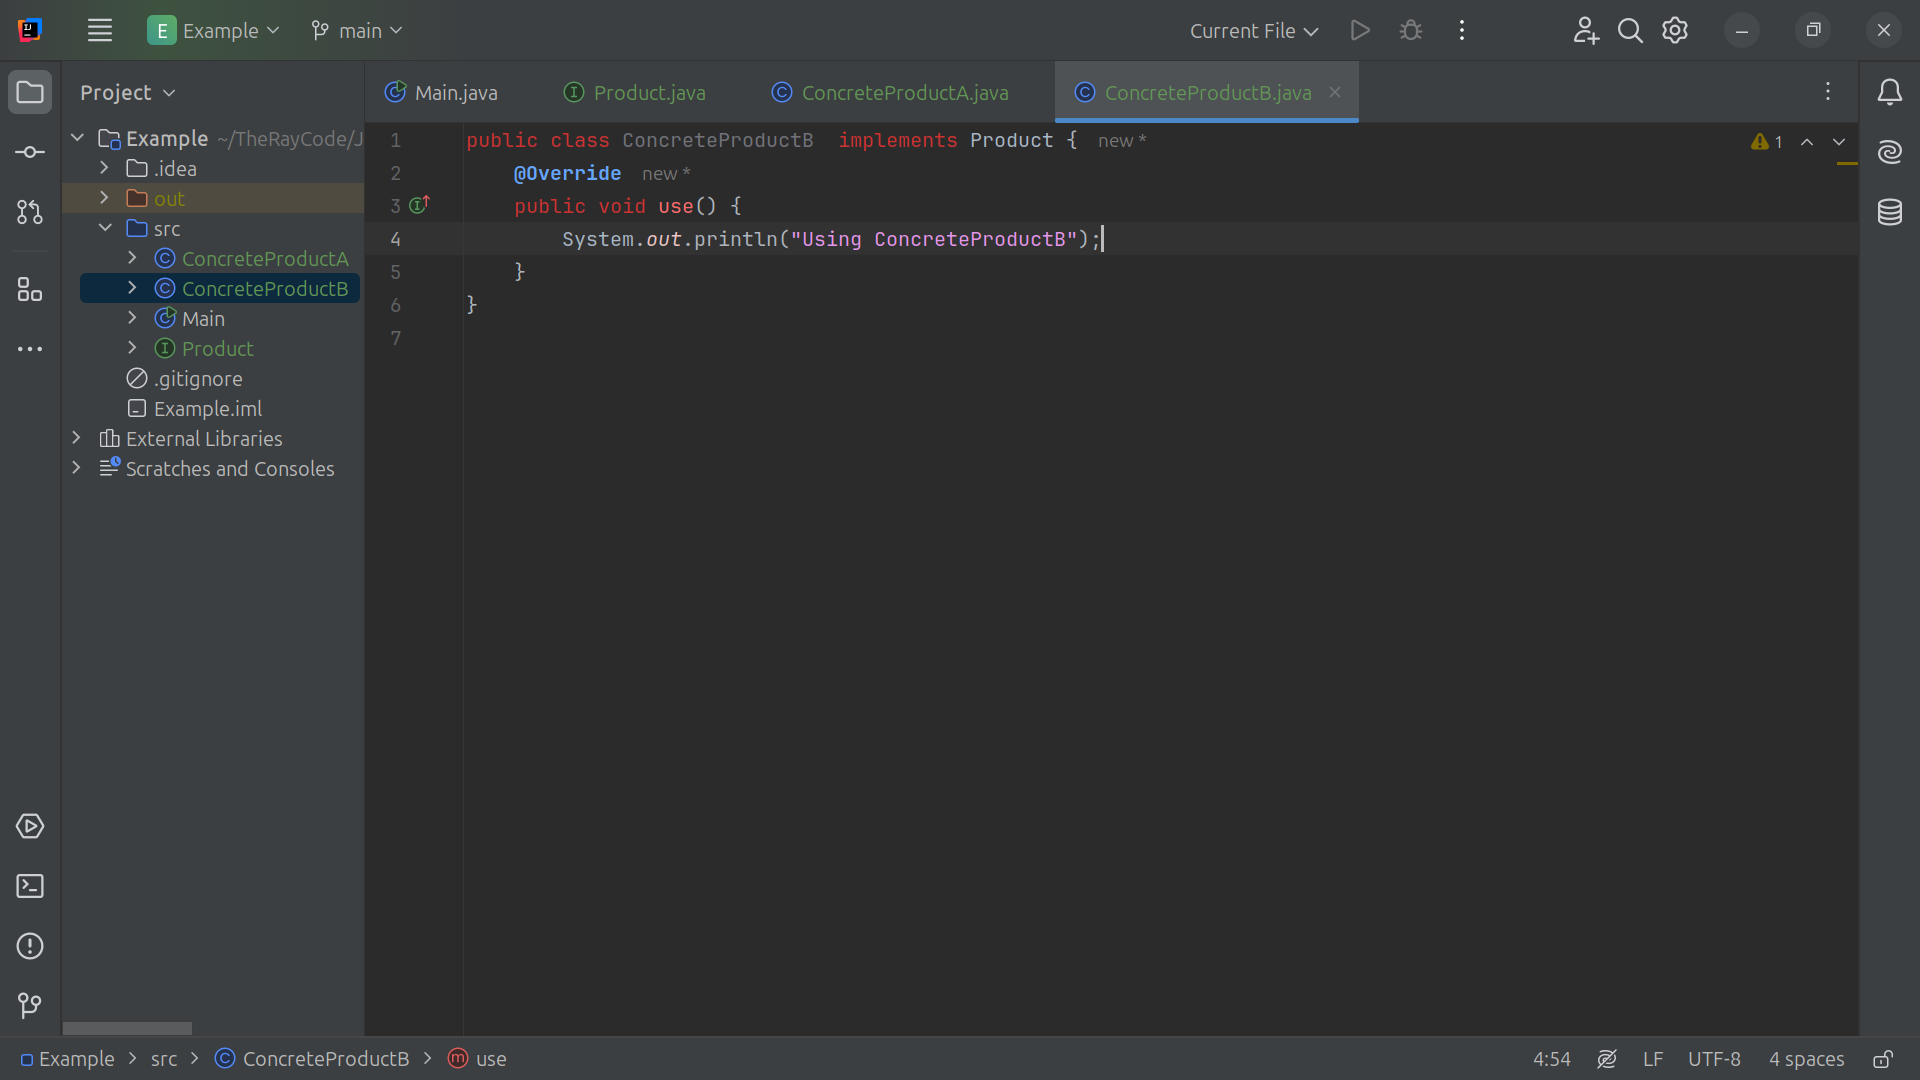 E Example main
Current File
Project
Main.java Product.java ConcreteProductA.java ConcreteProductB.java
Example ~/TheRayCode/J
.idea
out
src
ConcreteProductA
ConcreteProductB
Main
Product
.gitignore
Example.iml
External Libraries
Scratches and Consoles
1 public class ConcreteProductB  implements Product { new *
2 @Override new *
3 public void use() {
4 System.out.println("Using ConcreteProductB");
5 }
6 }
7
1
Example src ConcreteProductB use
4:54 LF UTF-8 4 spaces